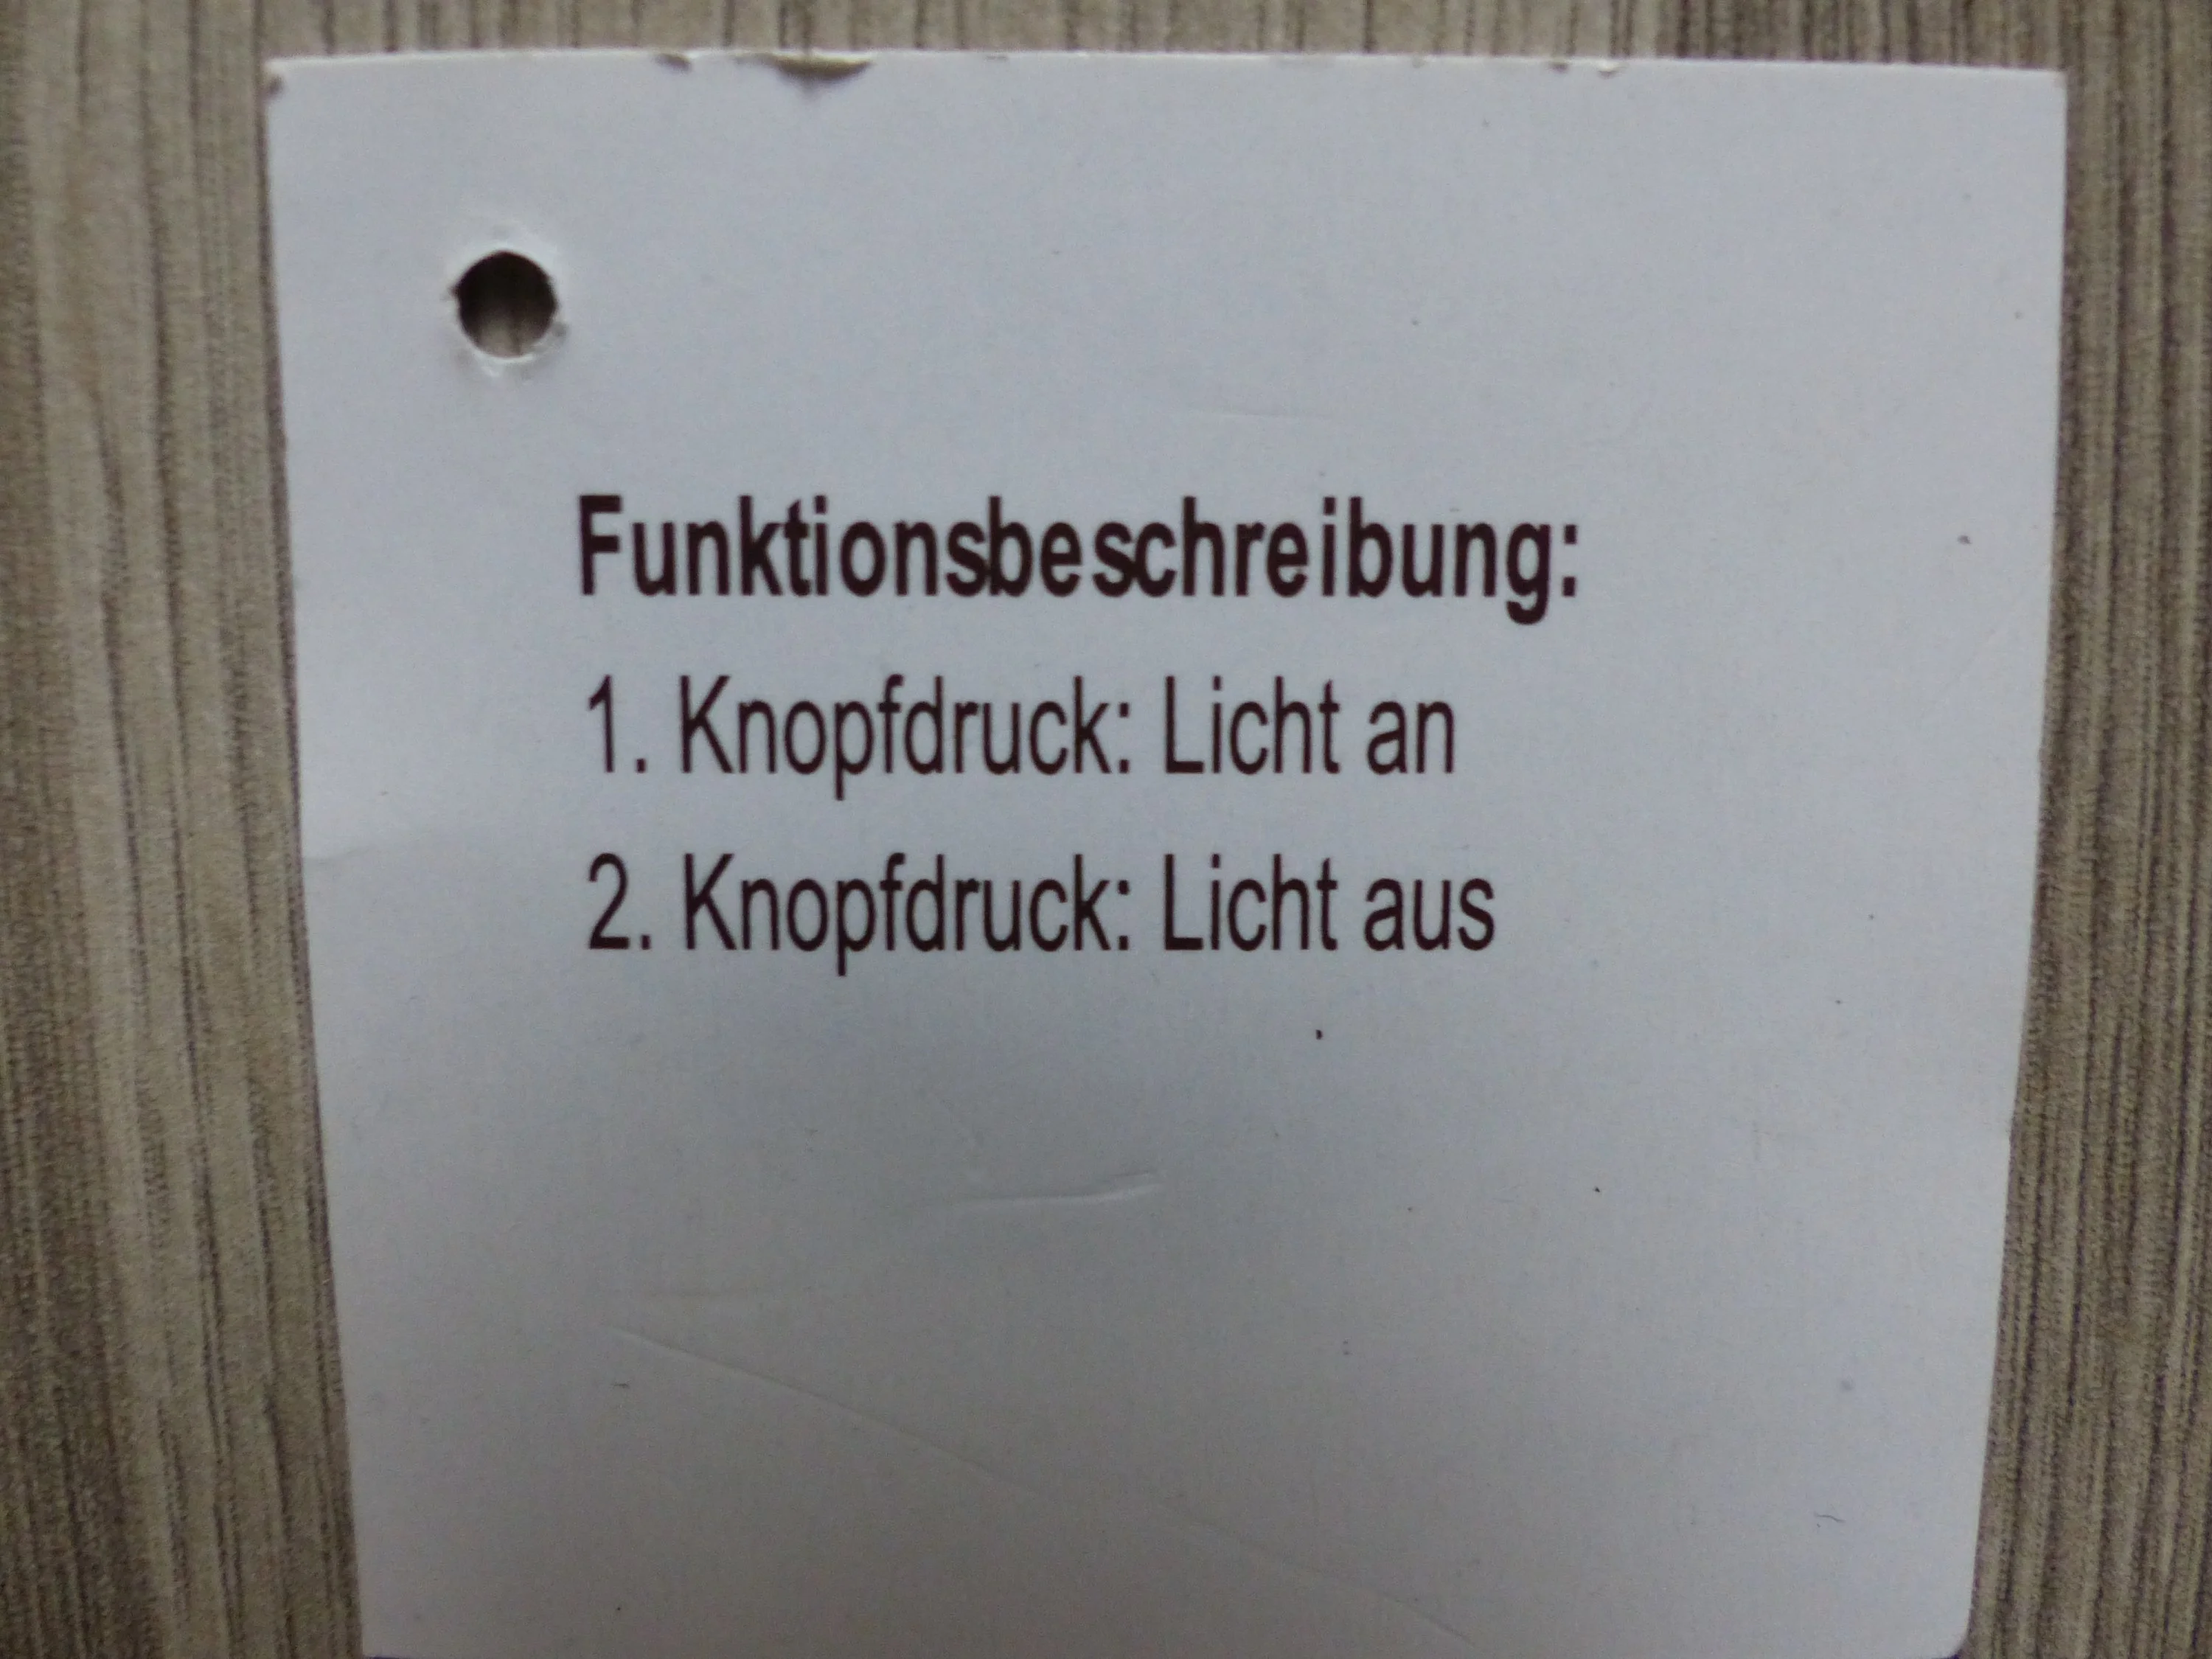 Funktionsbeschreibung:
1. Knopfdruck: Licht an
2. Knopfdruck: Licht aus